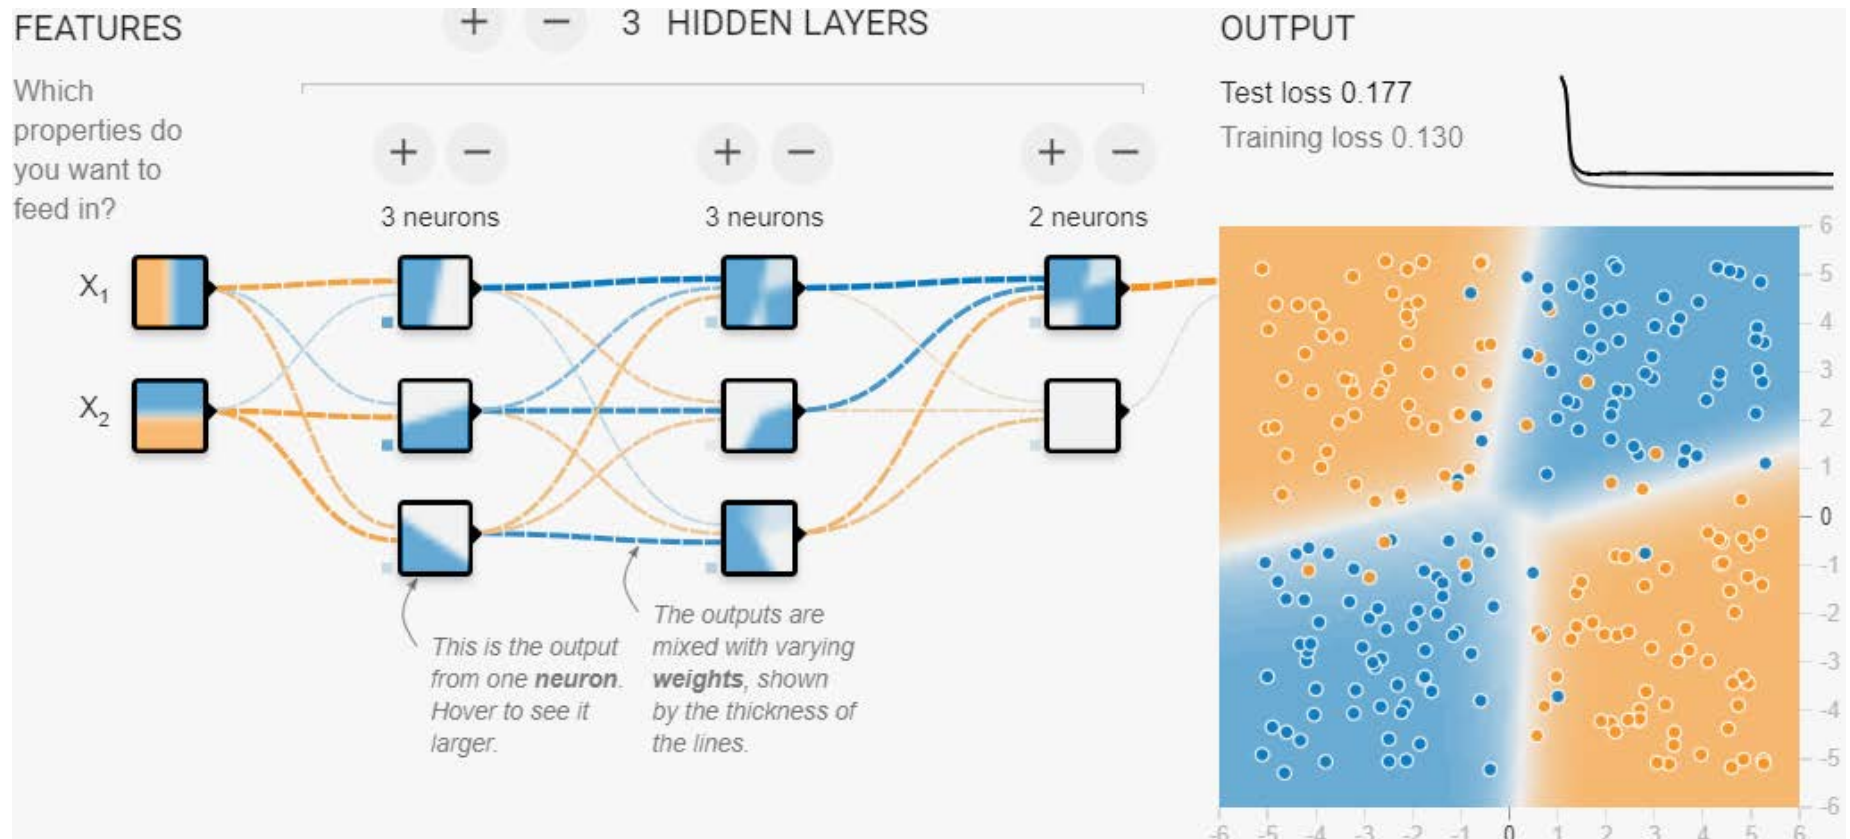 FEATURES
+ − 3 HIDDEN LAYERS
OUTPUT
Which
properties do
you want to
feed in?
Test loss 0.177
Training loss 0.130
+ − + − + −
3 neurons 3 neurons 2 neurons
X1
X2
This is the output
from one neuron.
Hover to see it
larger.
The outputs are
mixed with varying
weights, shown
by the thickness of
the lines.
6
5
4
3
2
1
0
-1
-2
-3
-4
-5
-6
-6 -5 -4 -3 -2 -1 0 1 2 3 4 5 6